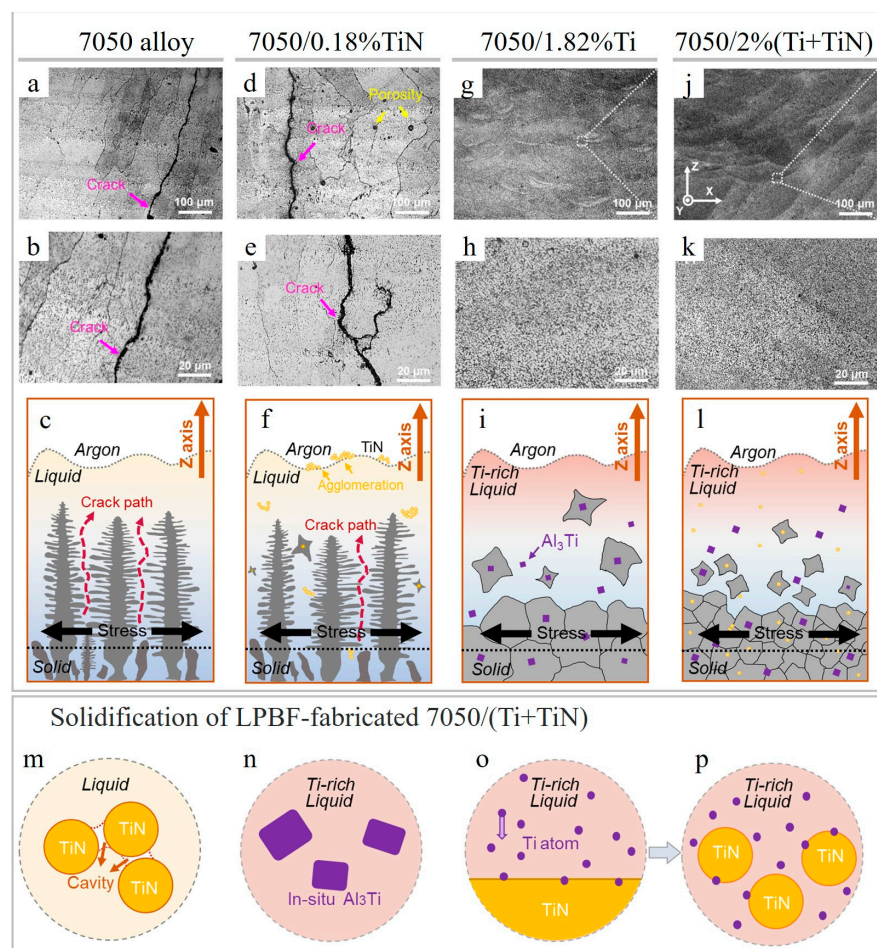 7050 alloy
7050/0.18%TiN
7050/1.82%Ti
7050/2%(Ti+TiN)
a
Crack
100 μm
d
Porosity
Crack
100 μm
g
100 μm
j
Z
X
Y
100 μm
b
Crack
20 μm
e
Crack
20 μm
h
20 μm
k
20 μm
c
Argon
Liquid
Z axis
Crack path
Stress
Solid
f
Argon
TiN
Liquid
Agglomeration
Z axis
Crack path
Stress
Solid
i
Argon
Ti-rich
Liquid
Z axis
Al₃Ti
Stress
Solid
l
Argon
Ti-rich
Liquid
Z axis
Stress
Solid
Solidification of LPBF-fabricated 7050/(Ti+TiN)
m
Liquid
TiN
TiN
TiN
Cavity
n
Ti-rich
Liquid
In-situ Al₃Ti
o
Ti-rich
Liquid
Ti atom
TiN
p
Ti-rich
Liquid
TiN
TiN
TiN